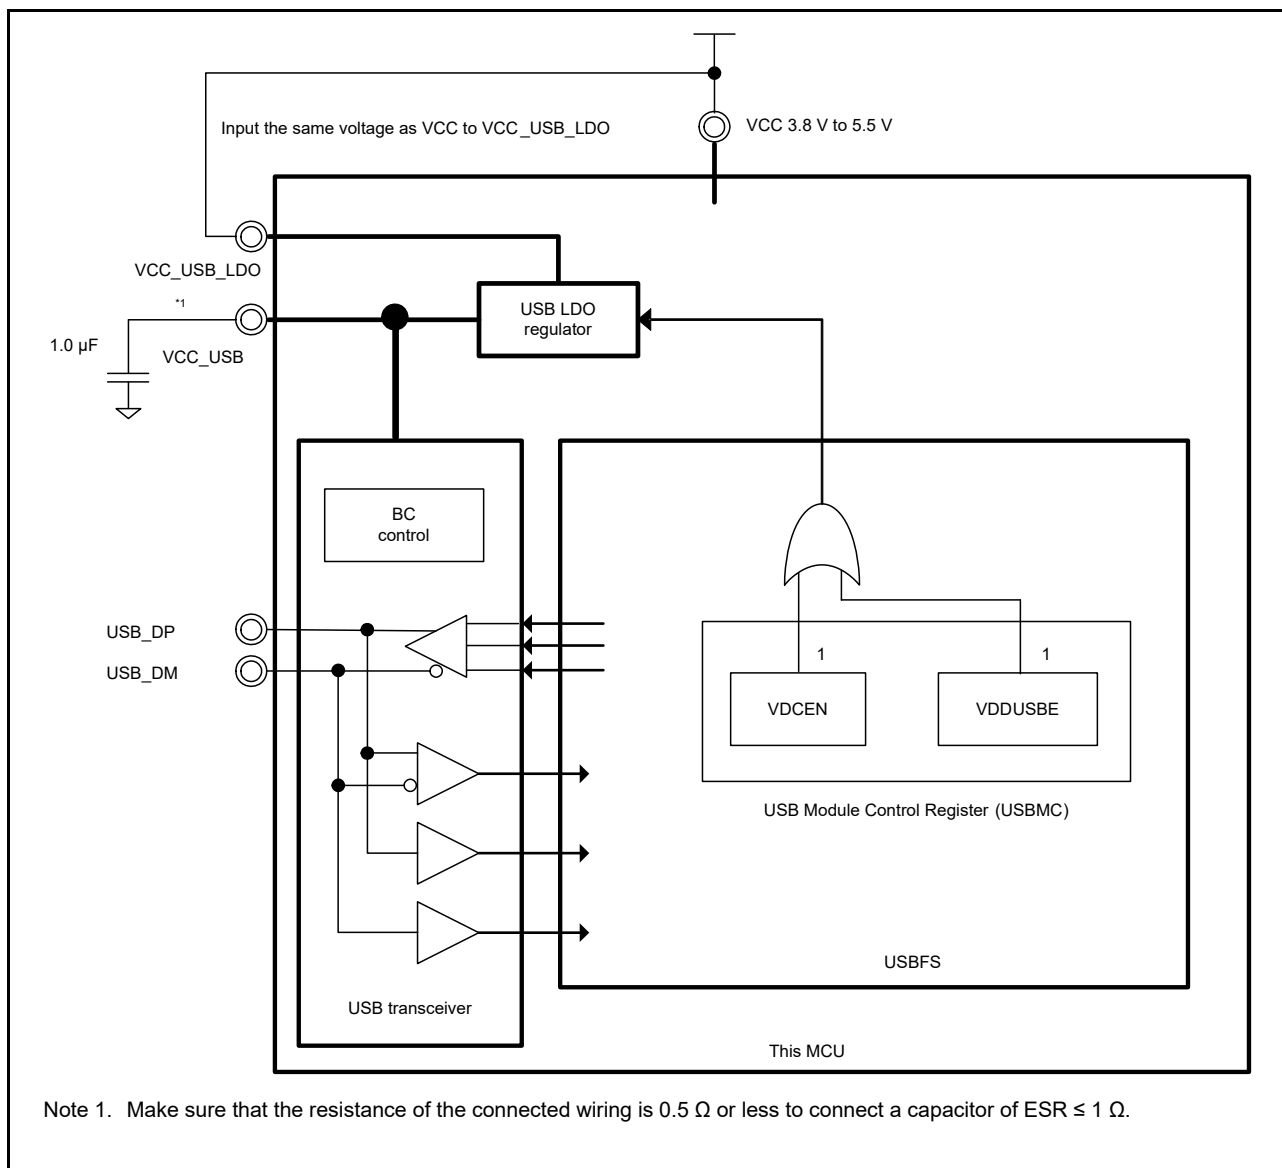 Input the same voltage as VCC to VCC_USB_LDO
VCC 3.8 V to 5.5 V
VCC_USB_LDO
*1
1.0 µF
VCC_USB
USB LDO
regulator
BC
control
USB_DP
USB_DM
1
1
VDCEN
VDDUSBE
USB Module Control Register (USBMC)
USBFS
USB transceiver
This MCU
Note 1. Make sure that the resistance of the connected wiring is 0.5 Ω or less to connect a capacitor of ESR ≤ 1 Ω.